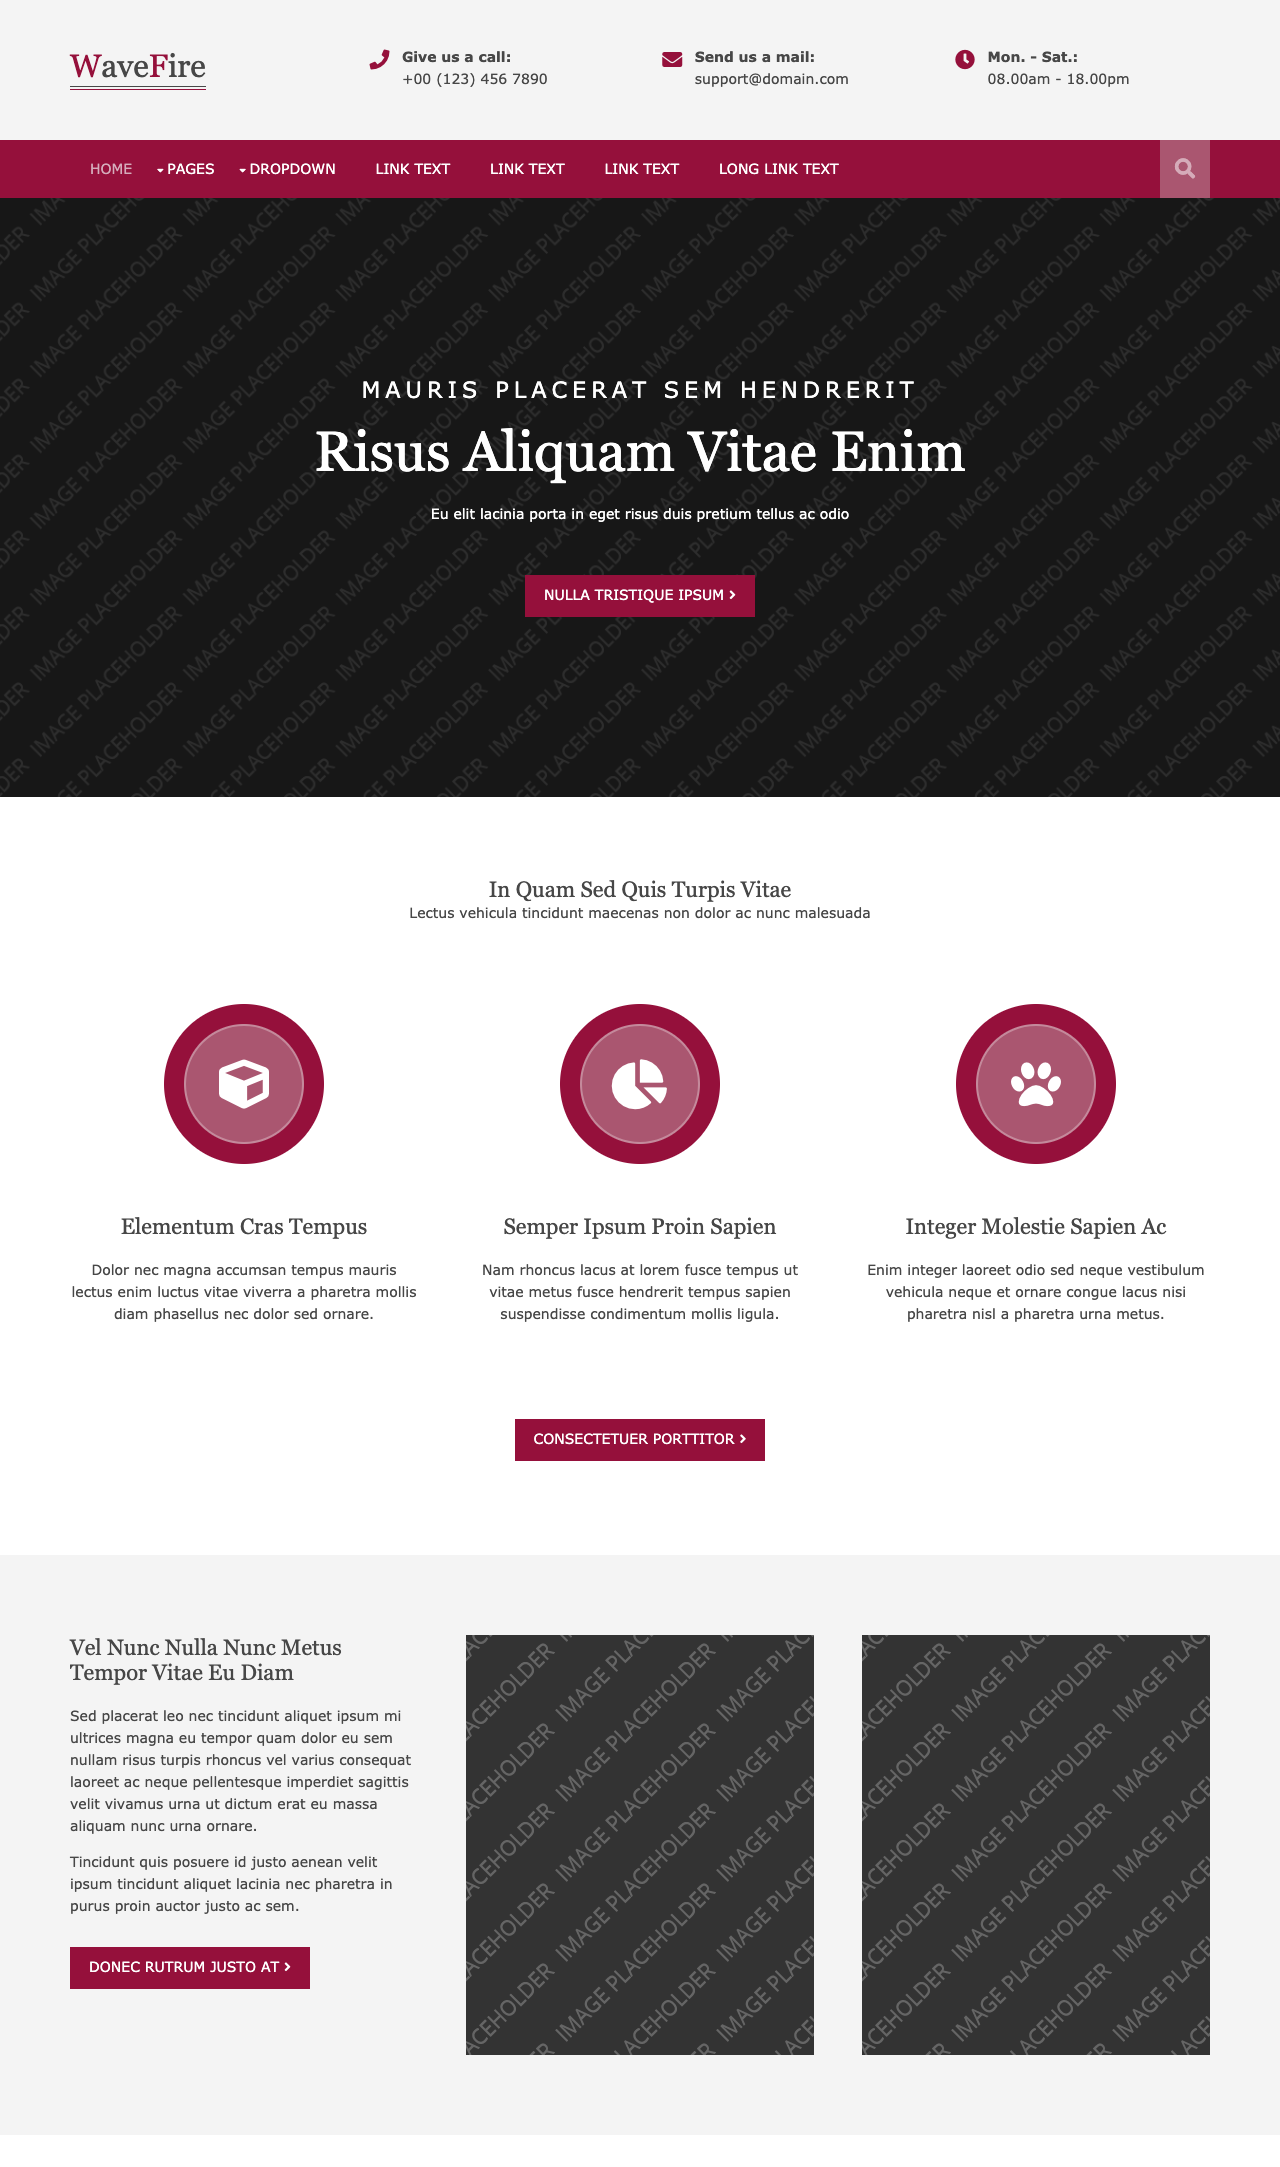 WaveFire
Give us a call:
+00 (123) 456 7890
Send us a mail:
support@domain.com
Mon. - Sat.:
08.00am - 18.00pm
HOME
PAGES
DROPDOWN
LINK TEXT
LINK TEXT
LINK TEXT
LONG LINK TEXT
MAURIS PLACERAT SEM HENDRERIT
Risus Aliquam Vitae Enim
Eu elit lacinia porta in eget risus duis pretium tellus ac odio
NULLA TRISTIQUE IPSUM
In Quam Sed Quis Turpis Vitae
Lectus vehicula tincidunt maecenas non dolor ac nunc malesuada
Elementum Cras Tempus
Dolor nec magna accumsan tempus mauris
lectus enim luctus vitae viverra a pharetra mollis
diam phasellus nec dolor sed ornare.
Semper Ipsum Proin Sapien
Nam rhoncus lacus at lorem fusce tempus ut
vitae metus fusce hendrerit tempus sapien
suspendisse condimentum mollis ligula.
Integer Molestie Sapien Ac
Enim integer laoreet odio sed neque vestibulum
vehicula neque et ornare congue lacus nisi
pharetra nisl a pharetra urna metus.
CONSECTETUER PORTTITOR
Vel Nunc Nulla Nunc Metus
Tempor Vitae Eu Diam
Sed placerat leo nec tincidunt aliquet ipsum mi
ultrices magna eu tempor quam dolor eu sem
nullam risus turpis rhoncus vel varius consequat
laoreet ac neque pellentesque imperdiet sagittis
velit vivamus urna ut dictum erat eu massa
aliquam nunc urna ornare.
Tincidunt quis posuere id justo aenean velit
ipsum tincidunt aliquet lacinia nec pharetra in
purus proin auctor justo ac sem.
DONEC RUTRUM JUSTO AT
IMAGE PLACEHOLDER
IMAGE PLACEHOLDER